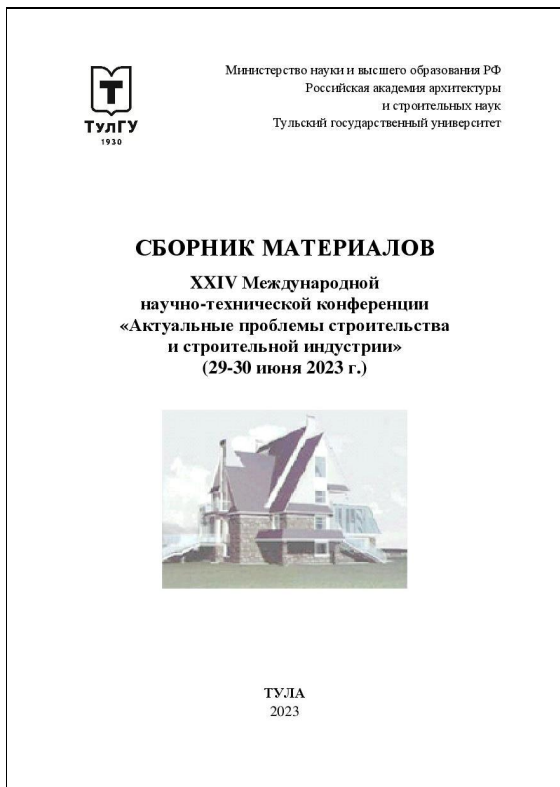 Т
ТулГУ
1930
Министерство науки и высшего образования РФ
Российская академия архитектуры
и строительных наук
Тульский государственный университет
СБОРНИК МАТЕРИАЛОВ
XXIV Международной
научно-технической конференции
«Актуальные проблемы строительства
и строительной индустрии»
(29-30 июня 2023 г.)
ТУЛА
2023